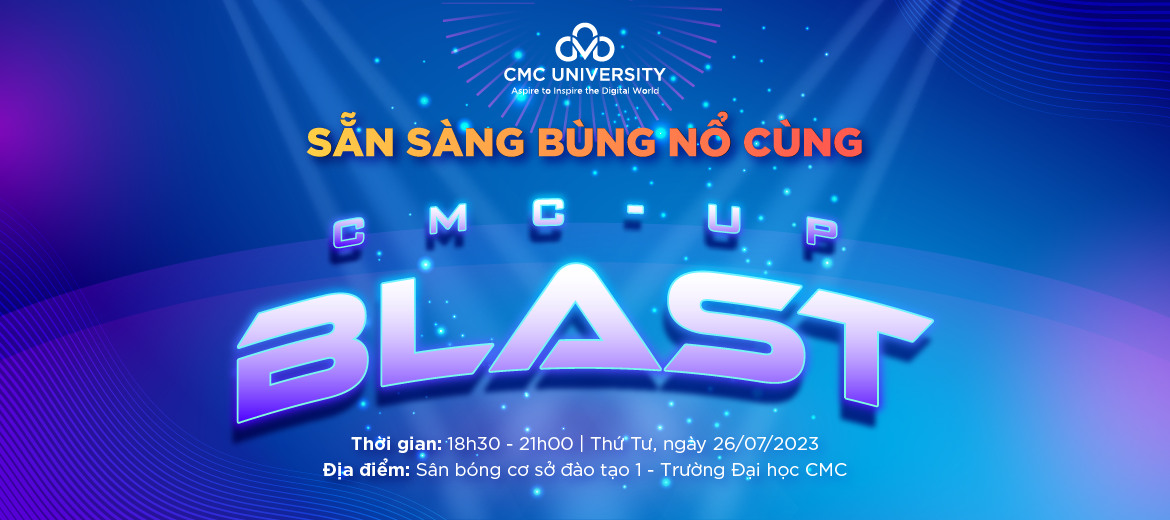 CMC UNIVERSITY
Aspire to Inspire the Digital World
SẴN SÀNG BÙNG NỔ CÙNG
CMC-UP
BLAST
Thời gian: 18h30 - 21h00 | Thứ Tư, ngày 26/07/2023
Địa điểm: Sân bóng cơ sở đào tạo 1 - Trường Đại học CMC